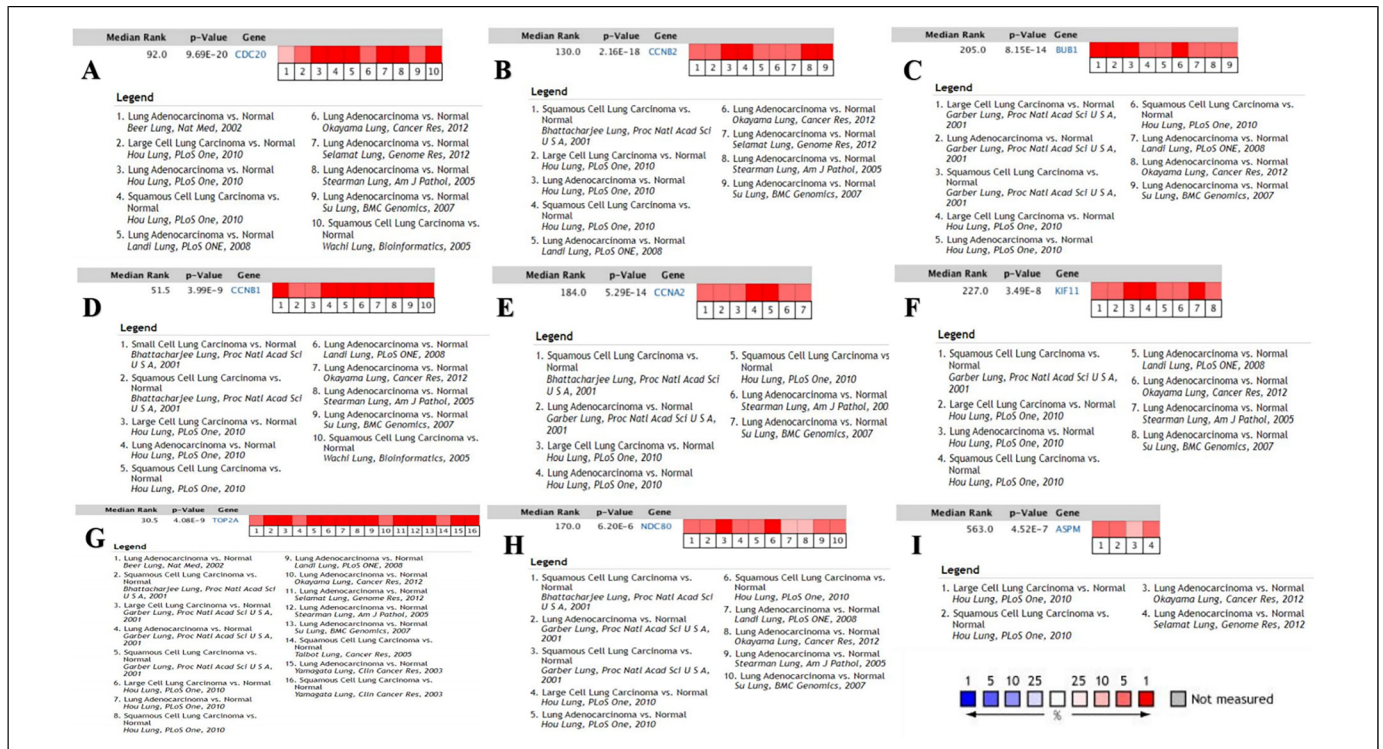 Median Rank p-Value Gene
92.0 9.69E-20 CDC20
1 2 3 4 5 6 7 8 9 10
A
Legend
1. Lung Adenocarcinoma vs. Normal
Beer Lung, Nat Med, 2002
2. Large Cell Lung Carcinoma vs. Normal
Hou Lung, PLoS One, 2010
3. Lung Adenocarcinoma vs. Normal
Hou Lung, PLoS One, 2010
4. Squamous Cell Lung Carcinoma vs.
Normal
Hou Lung, PLoS One, 2010
5. Lung Adenocarcinoma vs. Normal
Landi Lung, PLoS ONE, 2008
6. Lung Adenocarcinoma vs. Normal
Okayama Lung, Cancer Res, 2012
7. Lung Adenocarcinoma vs. Normal
Selamat Lung, Genome Res, 2012
8. Lung Adenocarcinoma vs. Normal
Stearman Lung, Am J Pathol, 2005
9. Lung Adenocarcinoma vs. Normal
Su Lung, BMC Genomics, 2007
10. Squamous Cell Lung Carcinoma vs.
Normal
Wachi Lung, Bioinformatics, 2005
Median Rank p-Value Gene
130.0 2.16E-18 CCNB2
1 2 3 4 5 6 7 8 9
B
Legend
1. Squamous Cell Lung Carcinoma vs.
Normal
Bhattacharjee Lung, Proc Natl Acad Sci
U S A, 2001
2. Large Cell Lung Carcinoma vs. Normal
Hou Lung, PLoS One, 2010
3. Lung Adenocarcinoma vs. Normal
Hou Lung, PLoS One, 2010
4. Squamous Cell Lung Carcinoma vs.
Normal
Hou Lung, PLoS One, 2010
5. Lung Adenocarcinoma vs. Normal
Landi Lung, PLoS ONE, 2008
6. Lung Adenocarcinoma vs. Normal
Okayama Lung, Cancer Res, 2012
7. Lung Adenocarcinoma vs. Normal
Selamat Lung, Genome Res, 2012
8. Lung Adenocarcinoma vs. Normal
Stearman Lung, Am J Pathol, 2005
9. Lung Adenocarcinoma vs. Normal
Su Lung, BMC Genomics, 2007
Median Rank p-Value Gene
205.0 8.15E-14 BUB1
1 2 3 4 5 6 7 8 9
C
Legend
1. Large Cell Lung Carcinoma vs. Normal
Garber Lung, Proc Natl Acad Sci U S A,
2001
2. Lung Adenocarcinoma vs. Normal
Garber Lung, Proc Natl Acad Sci U S A,
2001
3. Squamous Cell Lung Carcinoma vs.
Normal
Garber Lung, Proc Natl Acad Sci U S A,
2001
4. Large Cell Lung Carcinoma vs. Normal
Hou Lung, PLoS One, 2010
5. Lung Adenocarcinoma vs. Normal
Hou Lung, PLoS One, 2010
6. Squamous Cell Lung Carcinoma vs.
Normal
Hou Lung, PLoS One, 2010
7. Lung Adenocarcinoma vs. Normal
Landi Lung, PLoS ONE, 2008
8. Lung Adenocarcinoma vs. Normal
Okayama Lung, Cancer Res, 2012
9. Lung Adenocarcinoma vs. Normal
Su Lung, BMC Genomics, 2007
Median Rank p-Value Gene
51.5 3.99E-9 CCNB1
1 2 3 4 5 6 7 8 9 10
D
Legend
1. Small Cell Lung Carcinoma vs. Normal
Bhattacharjee Lung, Proc Natl Acad Sci
U S A, 2001
2. Squamous Cell Lung Carcinoma vs.
Normal
Bhattacharjee Lung, Proc Natl Acad Sci
U S A, 2001
3. Large Cell Lung Carcinoma vs. Normal
Hou Lung, PLoS One, 2010
4. Lung Adenocarcinoma vs. Normal
Hou Lung, PLoS One, 2010
5. Squamous Cell Lung Carcinoma vs.
Normal
Hou Lung, PLoS One, 2010
6. Lung Adenocarcinoma vs. Normal
Landi Lung, PLoS ONE, 2008
7. Lung Adenocarcinoma vs. Normal
Okayama Lung, Cancer Res, 2012
8. Lung Adenocarcinoma vs. Normal
Stearman Lung, Am J Pathol, 2005
9. Lung Adenocarcinoma vs. Normal
Su Lung, BMC Genomics, 2007
10. Squamous Cell Lung Carcinoma vs.
Normal
Wachi Lung, Bioinformatics, 2005
Median Rank p-Value Gene
184.0 5.29E-14 CCNA2
1 2 3 4 5 6 7
E
Legend
1. Squamous Cell Lung Carcinoma vs.
Normal
Bhattacharjee Lung, Proc Natl Acad Sci
U S A, 2001
2. Lung Adenocarcinoma vs. Normal
Garber Lung, Proc Natl Acad Sci U S A,
2001
3. Large Cell Lung Carcinoma vs. Normal
Hou Lung, PLoS One, 2010
4. Lung Adenocarcinoma vs. Normal
Hou Lung, PLoS One, 2010
5. Squamous Cell Lung Carcinoma vs
Normal
Hou Lung, PLoS One, 2010
6. Lung Adenocarcinoma vs. Normal
Stearman Lung, Am J Pathol, 200
7. Lung Adenocarcinoma vs. Normal
Su Lung, BMC Genomics, 2007
Median Rank p-Value Gene
227.0 3.49E-8 KIF11
1 2 3 4 5 6 7 8
F
Legend
1. Squamous Cell Lung Carcinoma vs.
Normal
Garber Lung, Proc Natl Acad Sci U S A,
2001
2. Large Cell Lung Carcinoma vs. Normal
Hou Lung, PLoS One, 2010
3. Lung Adenocarcinoma vs. Normal
Hou Lung, PLoS One, 2010
4. Squamous Cell Lung Carcinoma vs.
Normal
Hou Lung, PLoS One, 2010
5. Lung Adenocarcinoma vs. Normal
Landi Lung, PLoS ONE, 2008
6. Lung Adenocarcinoma vs. Normal
Okayama Lung, Cancer Res, 2012
7. Lung Adenocarcinoma vs. Normal
Stearman Lung, Am J Pathol, 2005
8. Lung Adenocarcinoma vs. Normal
Su Lung, BMC Genomics, 2007
Median Rank p-Value Gene
30.5 4.08E-9 TOP2A
1 2 3 4 5 6 7 8 9 10 11 12 13 14 15 16
G
Legend
1. Lung Adenocarcinoma vs. Normal
Beer Lung, Nat Med, 2002
2. Squamous Cell Lung Carcinoma vs.
Normal
Bhattacharjee Lung, Proc Natl Acad Sci
U S A, 2001
3. Large Cell Lung Carcinoma vs. Normal
Garber Lung, Proc Natl Acad Sci U S A,
2001
4. Lung Adenocarcinoma vs. Normal
Garber Lung, Proc Natl Acad Sci U S A,
2001
5. Squamous Cell Lung Carcinoma vs.
Normal
Garber Lung, Proc Natl Acad Sci U S A,
2001
6. Large Cell Lung Carcinoma vs. Normal
Hou Lung, PLoS One, 2010
7. Lung Adenocarcinoma vs. Normal
Hou Lung, PLoS One, 2010
8. Squamous Cell Lung Carcinoma vs.
Normal
Hou Lung, PLoS One, 2010
9. Lung Adenocarcinoma vs. Normal
Landi Lung, PLoS ONE, 2008
10. Lung Adenocarcinoma vs. Normal
Okayama Lung, Cancer Res, 2012
11. Lung Adenocarcinoma vs. Normal
Selamat Lung, Genome Res, 2012
12. Lung Adenocarcinoma vs. Normal
Stearman Lung, Am J Pathol, 2005
13. Lung Adenocarcinoma vs. Normal
Su Lung, BMC Genomics, 2007
14. Squamous Cell Lung Carcinoma vs.
Normal
Talbot Lung, Cancer Res, 2005
15. Lung Adenocarcinoma vs. Normal
Yamagata Lung, Clin Cancer Res, 2003
16. Squamous Cell Lung Carcinoma vs.
Normal
Yamagata Lung, Clin Cancer Res, 2003
Median Rank p-Value Gene
170.0 6.20E-6 NDC80
1 2 3 4 5 6 7 8 9 10
H
Legend
1. Squamous Cell Lung Carcinoma vs.
Normal
Bhattacharjee Lung, Proc Natl Acad Sci
U S A, 2001
2. Lung Adenocarcinoma vs. Normal
Garber Lung, Proc Natl Acad Sci U S A,
2001
3. Squamous Cell Lung Carcinoma vs.
Normal
Garber Lung, Proc Natl Acad Sci U S A,
2001
4. Large Cell Lung Carcinoma vs. Normal
Hou Lung, PLoS One, 2010
5. Lung Adenocarcinoma vs. Normal
Hou Lung, PLoS One, 2010
6. Squamous Cell Lung Carcinoma vs.
Normal
Hou Lung, PLoS One, 2010
7. Lung Adenocarcinoma vs. Normal
Landi Lung, PLoS ONE, 2008
8. Lung Adenocarcinoma vs. Normal
Okayama Lung, Cancer Res, 2012
9. Lung Adenocarcinoma vs. Normal
Stearman Lung, Am J Pathol, 2005
10. Lung Adenocarcinoma vs. Normal
Su Lung, BMC Genomics, 2007
Median Rank p-Value Gene
563.0 4.52E-7 ASPM
1 2 3 4
I
Legend
1. Large Cell Lung Carcinoma vs. Normal
Hou Lung, PLoS One, 2010
2. Squamous Cell Lung Carcinoma vs.
Normal
Hou Lung, PLoS One, 2010
3. Lung Adenocarcinoma vs. Normal
Okayama Lung, Cancer Res, 2012
4. Lung Adenocarcinoma vs. Normal
Selamat Lung, Genome Res, 2012
1 5 10 25 25 10 5 1
Not measured
%